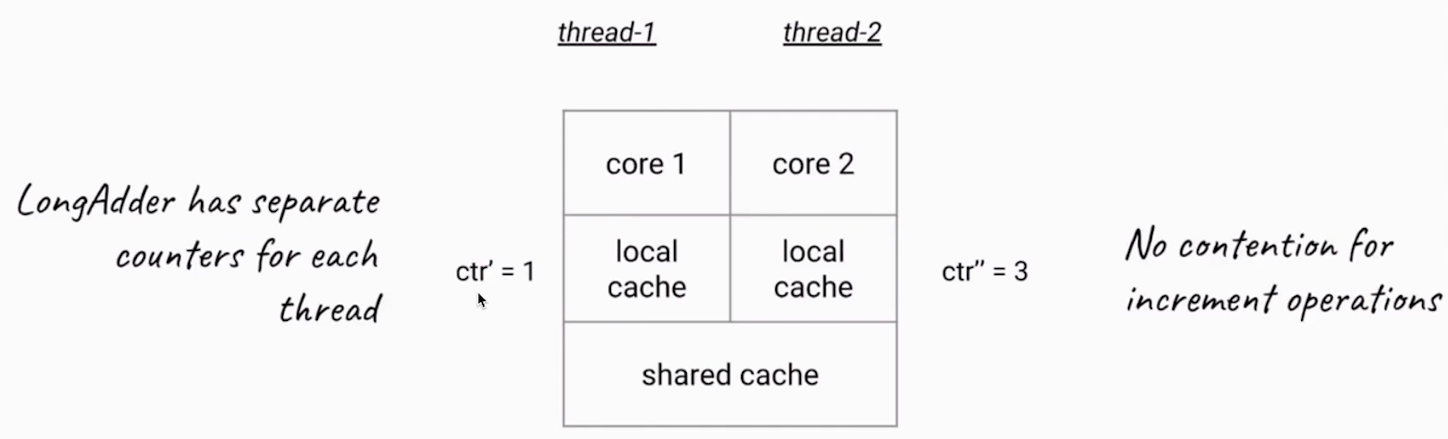 thread-1
thread-2
core 1
core 2
LongAdder has separate
counters for each
thread
ctr' = 1
local
cache
local
cache
ctr'' = 3
No contention for
increment operations
shared cache